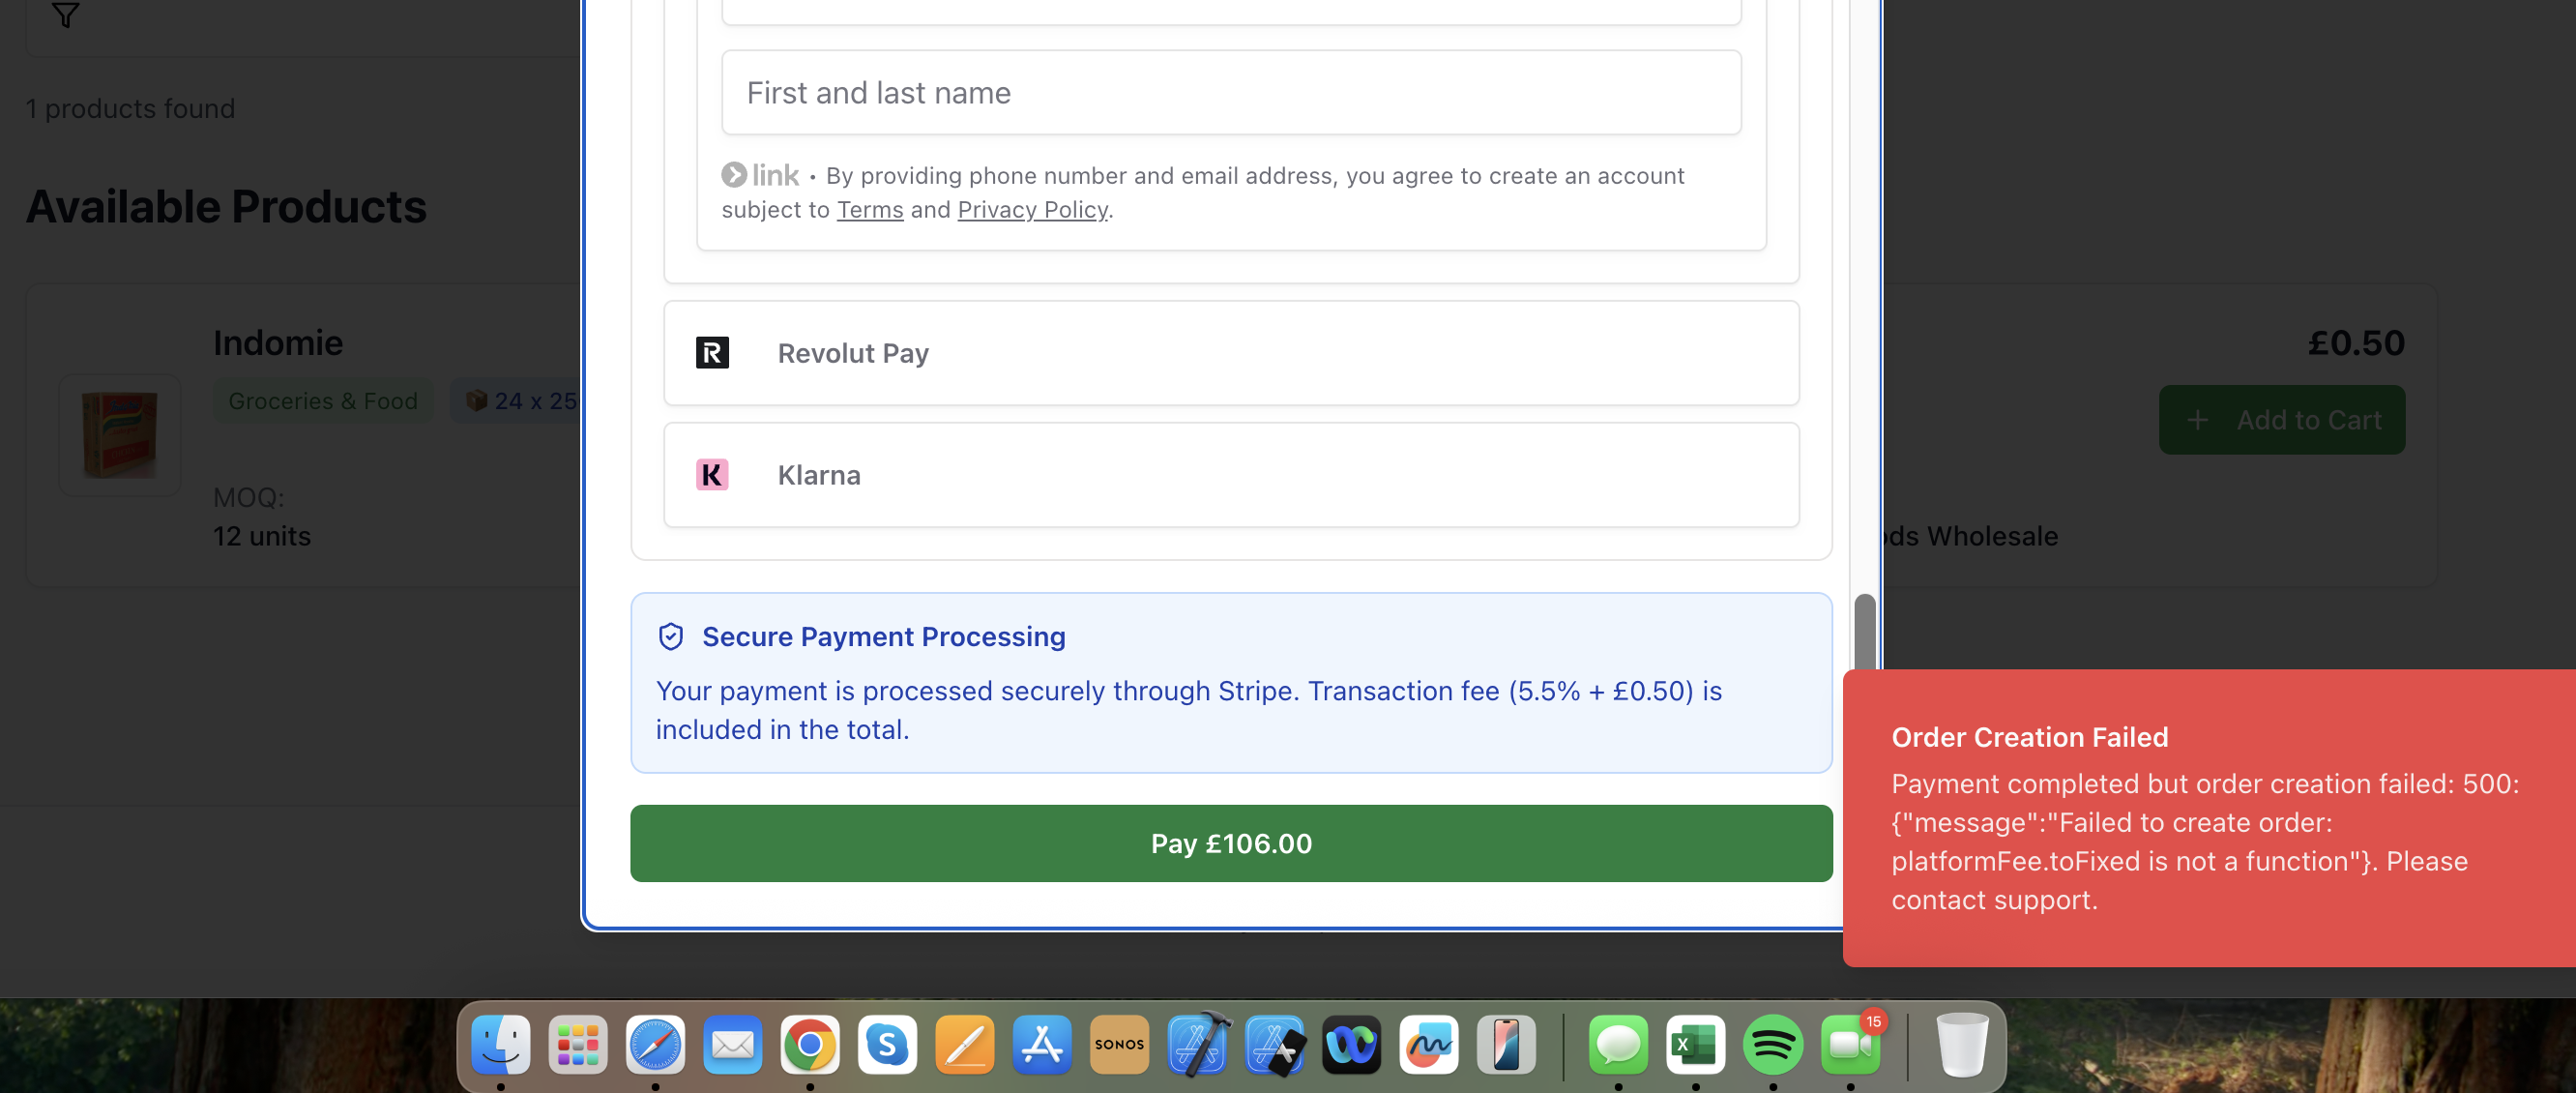 1 products found
Available Products
Indomie
Groceries & Food
24 x 25
MOQ:
12 units
First and last name
link • By providing phone number and email address, you agree to create an account
subject to Terms and Privacy Policy.
Revolut Pay
K
Klarna
Secure Payment Processing
Your payment is processed securely through Stripe. Transaction fee (5.5% + £0.50) is
included in the total.
Pay £106.00
£0.50
+ Add to Cart
ds Wholesale
Order Creation Failed
Payment completed but order creation failed: 500:
{"message":"Failed to create order:
platformFee.toFixed is not a function"}. Please
contact support.
S
SONOS
X
15